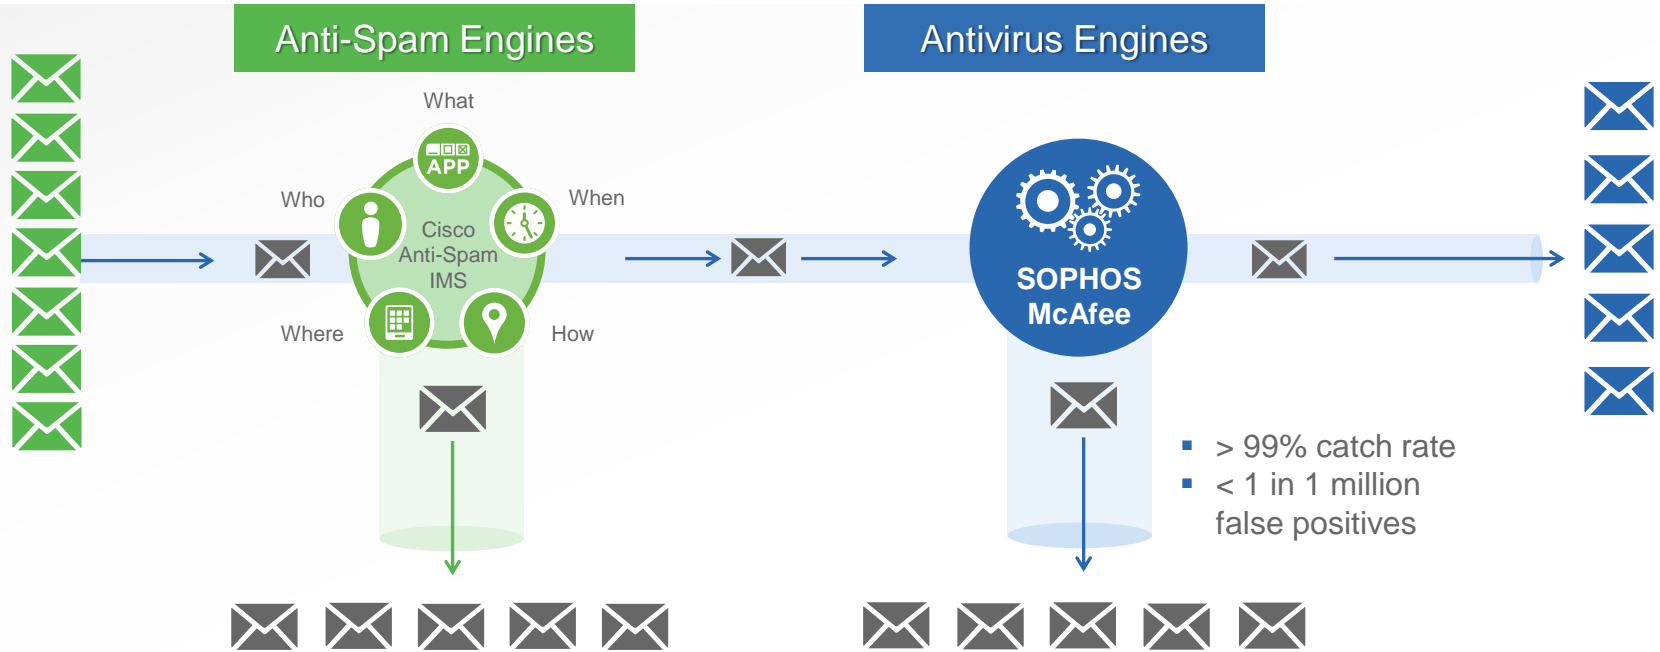 Anti-Spam Engines
Antivirus Engines
What
APP
Who
When
Cisco
Anti-Spam
IMS
Where
How
SOPHOS
McAfee
> 99% catch rate
< 1 in 1 million
false positives